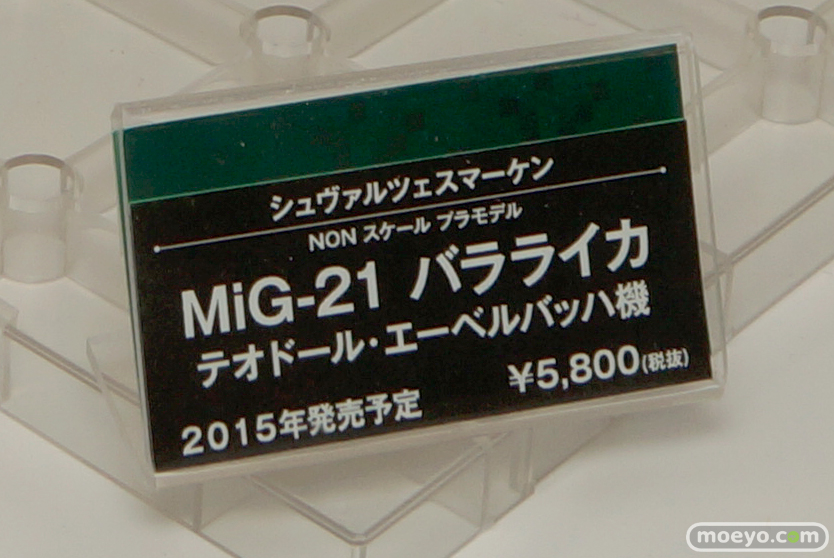 シュヴァルツェスマーケン
NON スケール プラモデル
MiG-21 バラライカ
テオドール・エーベルバッハ機
¥5,800(税抜)
2015年発売予定
moeyo.com